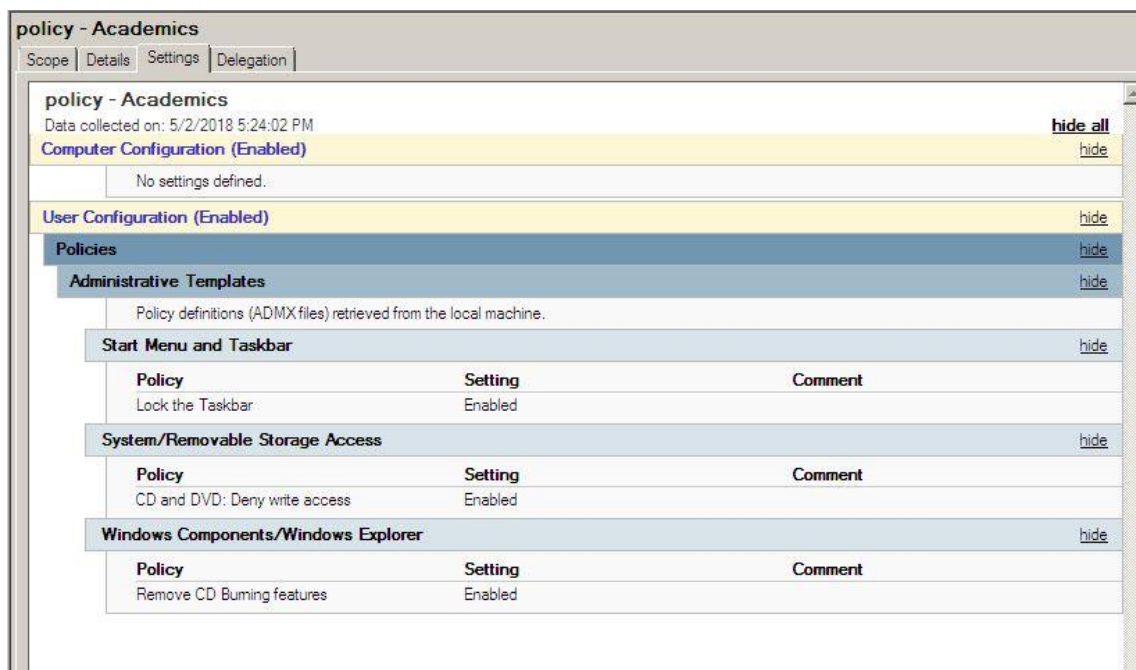 policy - Academics
Scope Details Settings Delegation
policy - Academics
Data collected on: 5/2/2018 5:24:02 PM hide all
Computer Configuration (Enabled) hide
No settings defined.
User Configuration (Enabled) hide
Policies hide
Administrative Templates hide
Policy definitions (ADMX files) retrieved from the local machine.
Start Menu and Taskbar hide
Policy Setting Comment
Lock the Taskbar Enabled
System/Removable Storage Access hide
Policy Setting Comment
CD and DVD: Deny write access Enabled
Windows Components/Windows Explorer hide
Policy Setting Comment
Remove CD Burning features Enabled